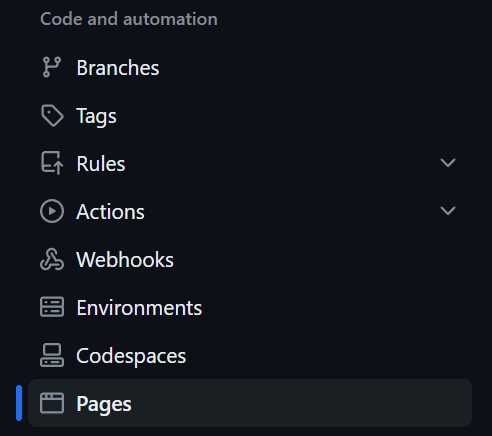 Code and automation
Branches
Tags
Rules
Actions
Webhooks
Environments
Codespaces
Pages